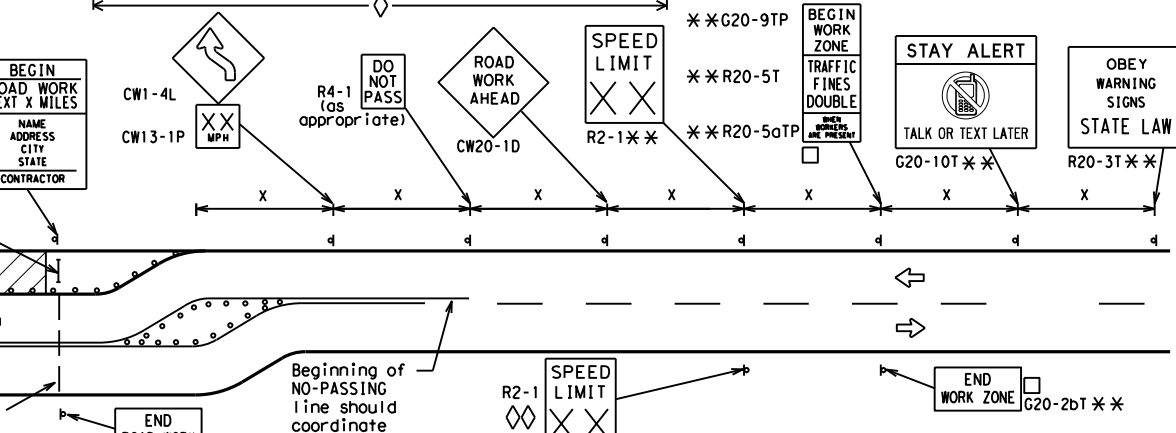 BEGIN
ROAD WORK
NEXT X MILES
NAME
ADDRESS
CITY
STATE
CONTRACTOR
CW1-4L
CW13-1P
X X
MPH
R4-1
(as
appropriate)
DO
NOT
PASS
ROAD
WORK
AHEAD
CW20-1D
SPEED
LIMIT
X X
R2-1**
**G20-9TP
**R20-5T
**R20-5aTP
BEGIN
WORK
ZONE
TRAFFIC
FINES
DOUBLE
WHEN
WORKERS
ARE PRESENT
STAY ALERT
TALK OR TEXT LATER
G20-10T **
OBEY
WARNING
SIGNS
STATE LAW
R20-3T **
X
X
X
X
X
X
X
Beginning of
NO-PASSING
line should
coordinate
R2-1
SPEED
LIMIT
X X
END
WORK ZONE
G20-2bT **
END
ROAD WORK